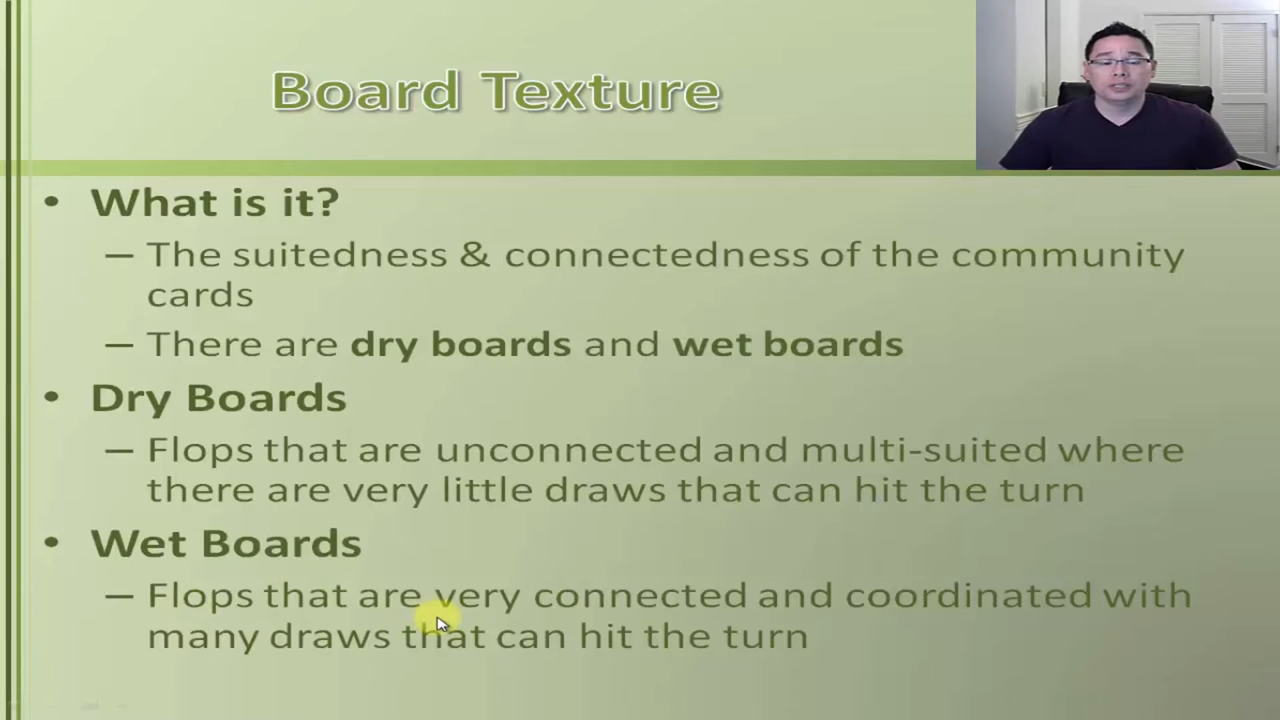 Board Texture
• What is it?
– The suitedness & connectedness of the community
cards
– There are dry boards and wet boards
• Dry Boards
– Flops that are unconnected and multi-suited where
there are very little draws that can hit the turn
• Wet Boards
– Flops that are very connected and coordinated with
many draws that can hit the turn